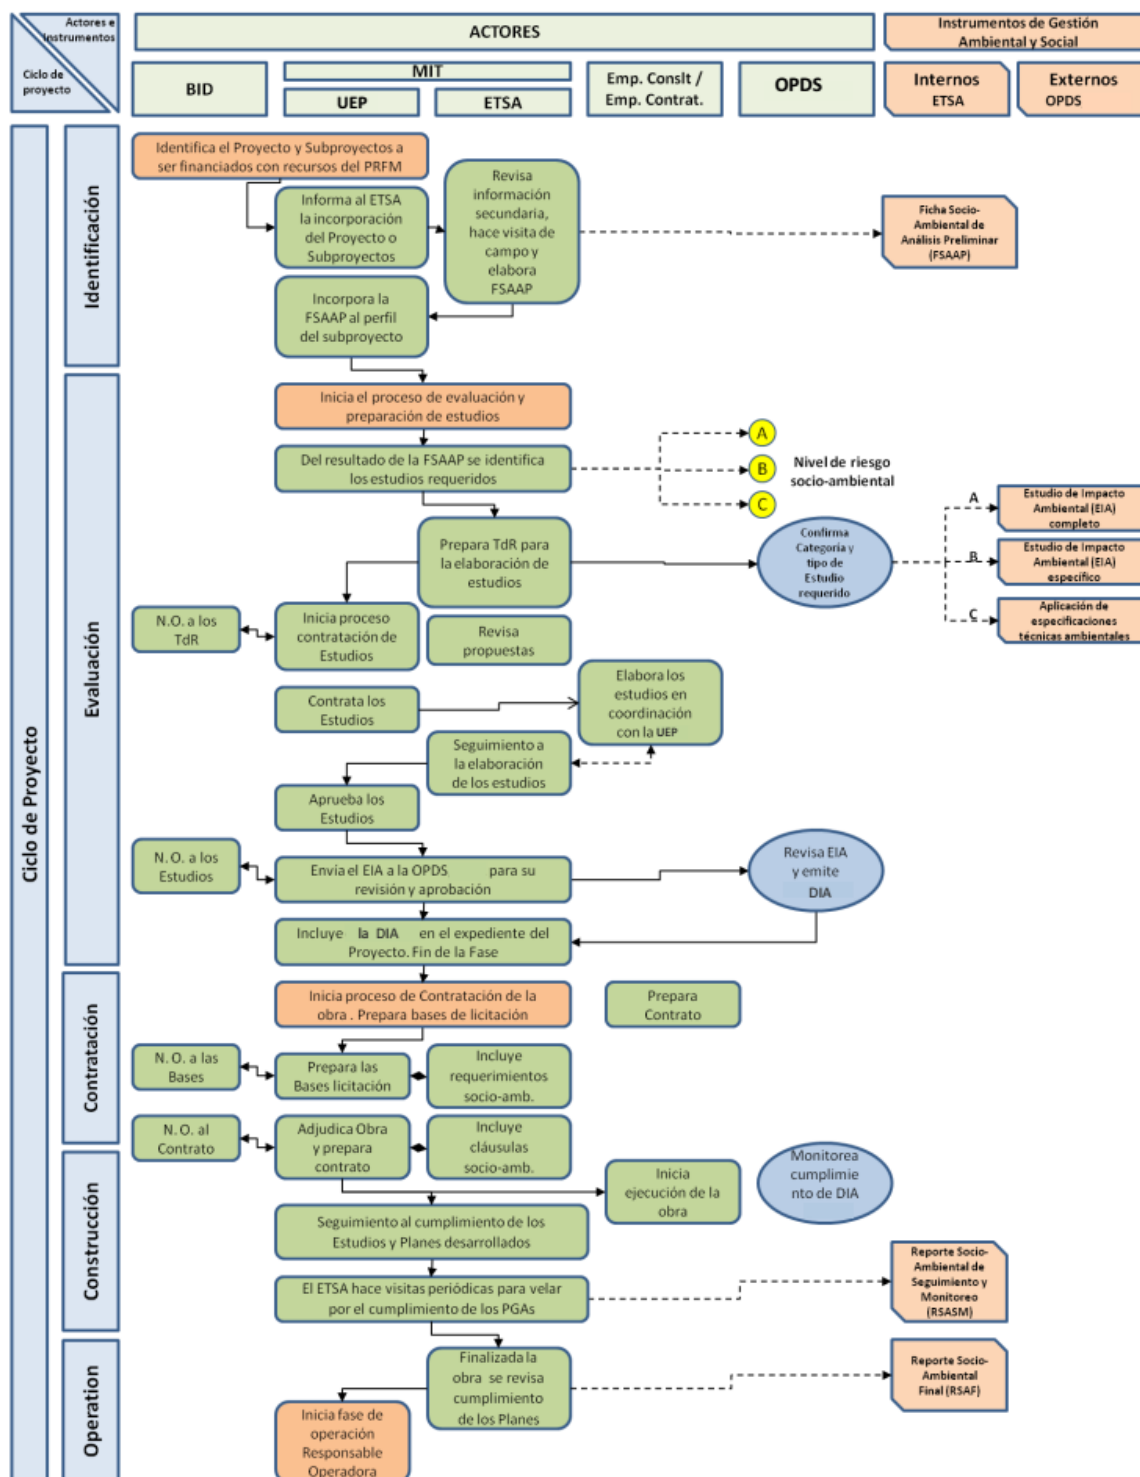 Actores e
Instrumentos
Ciclo de
proyecto
ACTORES
Instrumentos de Gestión
Ambiental y Social
BID
MIT
UEP
ETSA
Emp. Conslt /
Emp. Contrat.
OPDS
Internos
ETSA
Externos
OPDS
Ciclo de Proyecto
Identificación
Identifica el Proyecto y Subproyectos a
ser financiados con recursos del PRFM
Informa al ETSA
la incorporación
del Proyecto o
Subproyectos
Revisa
información
secundaria,
hace visita de
campo y
elabora
FSAAP
Ficha Socio-
Ambiental de
Análisis Preliminar
(FSAAP)
Incorpora la
FSAAP al perfil
del subproyecto
Evaluación
Inicia el proceso de evaluación y
preparación de estudios
Del resultado de la FSAAP se identifica
los estudios requeridos
A
B
C
Nivel de riesgo
socio-ambiental
Prepara TdR para
la elaboración de
estudios
Confirma
Categoría y
tipo de
Estudio
requerido
A
Estudio de Impacto
Ambiental (EIA)
completo
B
Estudio de Impacto
Ambiental (EIA)
específico
C
Aplicación de
especificaciones
técnicas ambientales
N.O. a los
TdR
Inicia proceso
contratación de
Estudios
Revisa
propuestas
Contrata los
Estudios
Elabora los
estudios en
coordinación
con la UEP
Seguimiento a
la elaboración
de los estudios
Aprueba los
Estudios
N. O. a los
Estudios
Envía el EIA a la OPDS para su
revisión y aprobación
Revisa EIA
y emite
DIA
Incluye la DIA en el expediente del
Proyecto. Fin de la Fase
Contratación
Inicia proceso de Contratación de la
obra . Prepara bases de licitación
Prepara
Contrato
N. O. a las
Bases
Prepara las
Bases licitación
Incluye
requerimientos
socio-amb.
N. O. al
Contrato
Adjudica Obra
y prepara
contrato
Incluye
cláusulas
socio-amb.
Construcción
Inicia
ejecución de la
obra
Monitorea
cumplimie
nto de DIA
Seguimiento al cumplimiento de los
Estudios y Planes desarrollados
El ETSA hace visitas periódicas para velar
por el cumplimiento de los PGAs
Reporte Socio-
Ambiental de
Seguimiento y
Monitoreo
(RSASM)
Operation
Finalizada la
obra se revisa
cumplimiento
de los Planes
Reporte Socio-
Ambiental
Final (RSAF)
Inicia fase de
operación
Responsable
Operadora